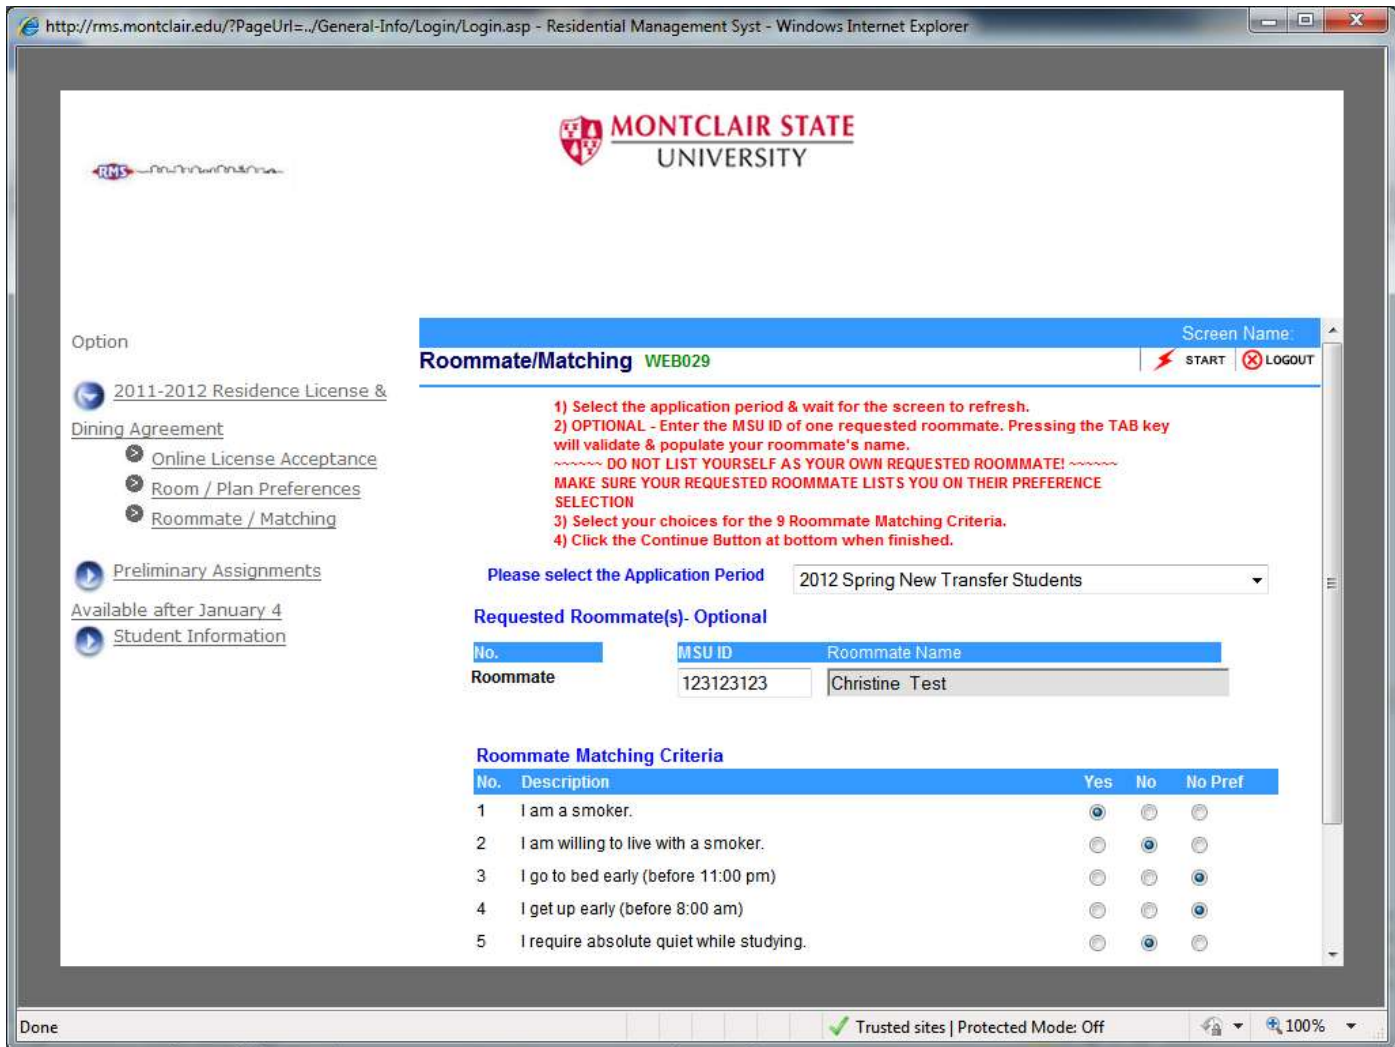 http://rms.montclair.edu/?PageUrl=../General-Info/Login/Login.asp - Residential Management Syst - Windows Internet Explorer
RMS
MONTCLAIR STATE
UNIVERSITY
Option
2011-2012 Residence License &
Dining Agreement
Online License Acceptance
Room / Plan Preferences
Roommate / Matching
Preliminary Assignments
Available after January 4
Student Information
Screen Name:
Roommate/Matching WEB029
START LOGOUT
1) Select the application period & wait for the screen to refresh.
2) OPTIONAL - Enter the MSU ID of one requested roommate. Pressing the TAB key
will validate & populate your roommate's name.
~~~~~~ DO NOT LIST YOURSELF AS YOUR OWN REQUESTED ROOMMATE! ~~~~~~
MAKE SURE YOUR REQUESTED ROOMMATE LISTS YOU ON THEIR PREFERENCE
SELECTION
3) Select your choices for the 9 Roommate Matching Criteria.
4) Click the Continue Button at bottom when finished.
Please select the Application Period 2012 Spring New Transfer Students
Requested Roommate(s)- Optional
No. MSU ID Roommate Name
Roommate 123123123 Christine Test
Roommate Matching Criteria
No. Description Yes No No Pref
1 I am a smoker.
2 I am willing to live with a smoker.
3 I go to bed early (before 11:00 pm)
4 I get up early (before 8:00 am)
5 I require absolute quiet while studying.
Done Trusted sites | Protected Mode: Off 100%